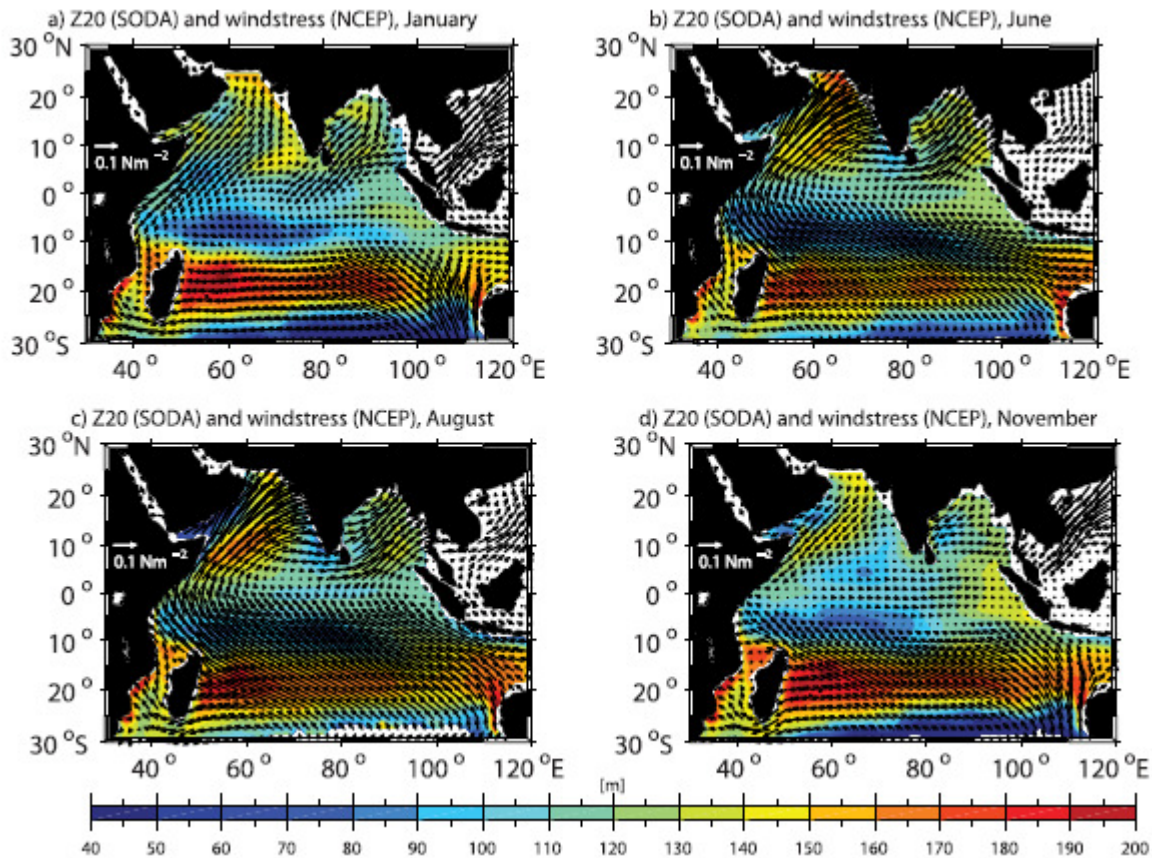 a) Z20 (SODA) and windstress (NCEP), January
30 °N
20 °
10 °
0 °
10 °
20 °
30 °S
0.1 Nm⁻²
40 ° 60 ° 80 ° 100 ° 120 °E
b) Z20 (SODA) and windstress (NCEP), June
30 °N
20 °
10 °
0 °
10 °
20 °
30 °S
0.1 Nm⁻²
40 ° 60 ° 80 ° 100 ° 120 °E
c) Z20 (SODA) and windstress (NCEP), August
30 °N
20 °
10 °
0 °
10 °
20 °
30 °S
0.1 Nm⁻²
40 ° 60 ° 80 ° 100 ° 120 °E
d) Z20 (SODA) and windstress (NCEP), November
30 °N
20 °
10 °
0 °
10 °
20 °
30 °S
0.1 Nm⁻²
40 ° 60 ° 80 ° 100 ° 120 °E
[m]
40 50 60 70 80 90 100 110 120 130 140 150 160 170 180 190 200